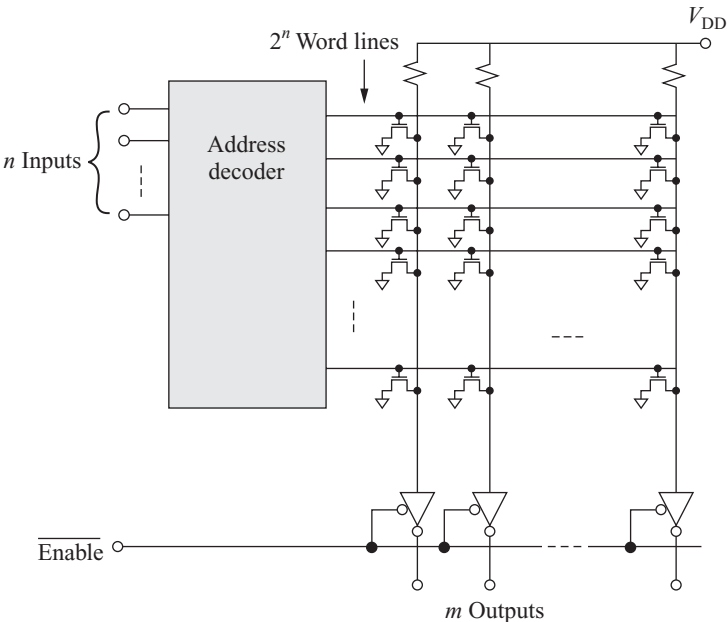 V_DD
2^n Word lines
n Inputs
Address
decoder
Enable
m Outputs